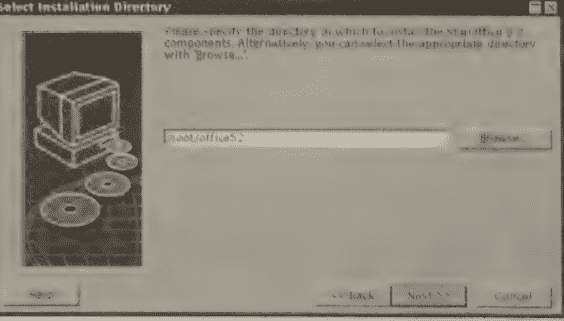 Select Installation Directory
Please specify the directory in which to install the StarOffice 5.2
components. Alternatively, you can select the appropriate directory
with 'Browse...'.
/root/office52
Browse...
Help
<< Back
Next >>
Cancel